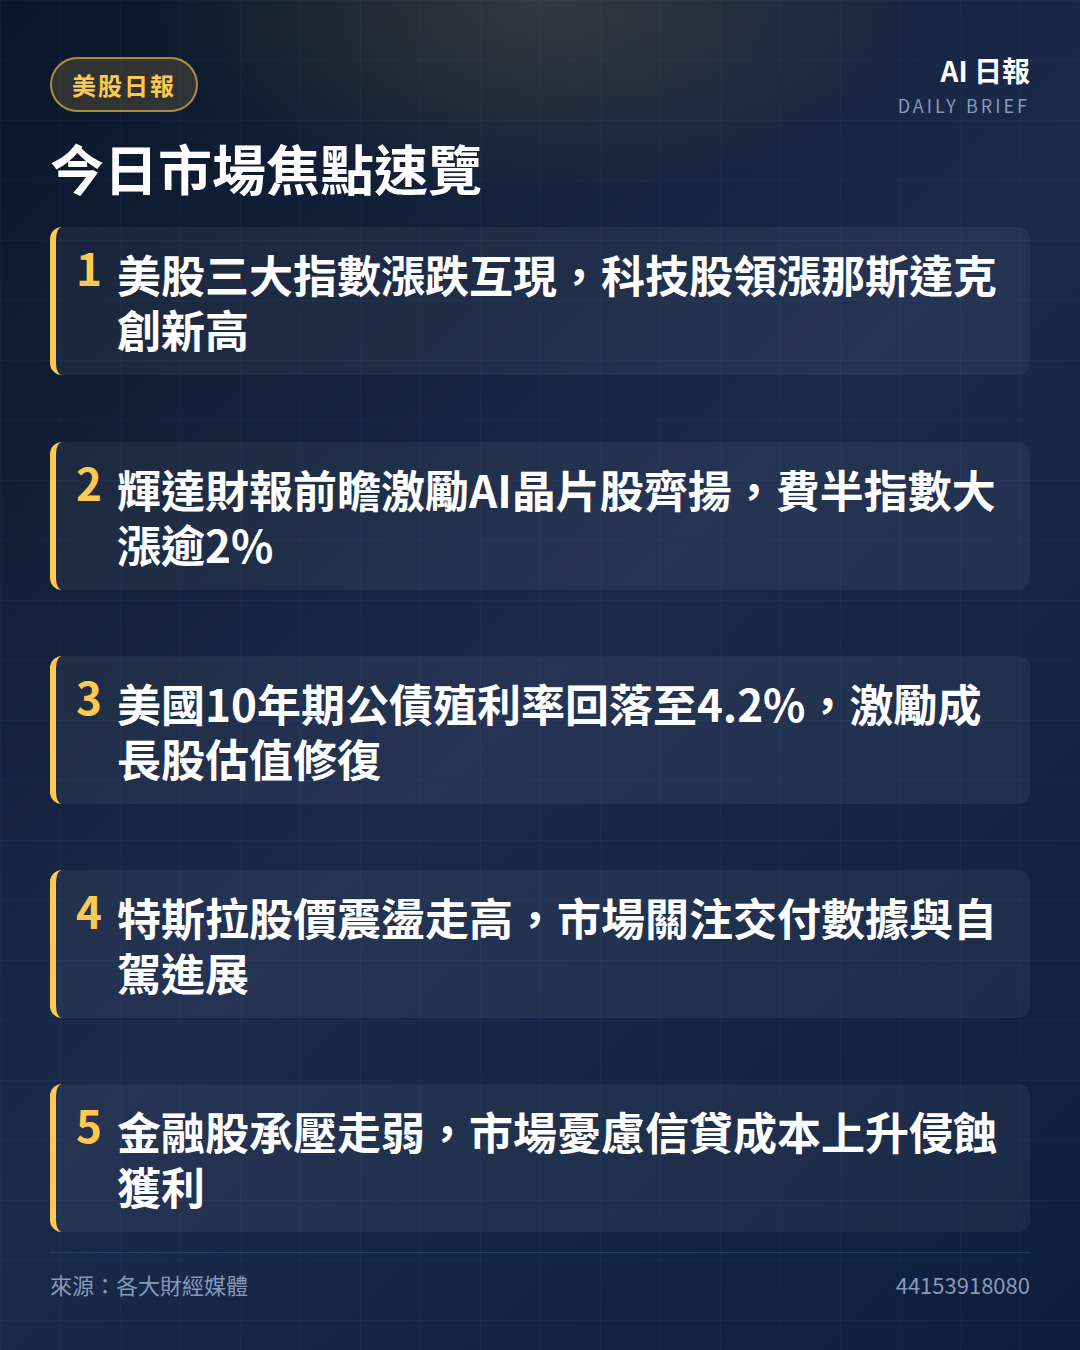 美股日報
AI 日報
DAILY BRIEF
今日市場焦點速覽
1 美股三大指數漲跌互現，科技股領漲那斯達克
創新高
2 輝達財報前瞻激勵AI晶片股齊揚，費半指數大
漲逾2%
3 美國10年期公債殖利率回落至4.2%，激勵成
長股估值修復
4 特斯拉股價震盪走高，市場關注交付數據與自
駕進展
5 金融股承壓走弱，市場憂慮信貸成本上升侵蝕
獲利
來源：各大財經媒體
44153918080